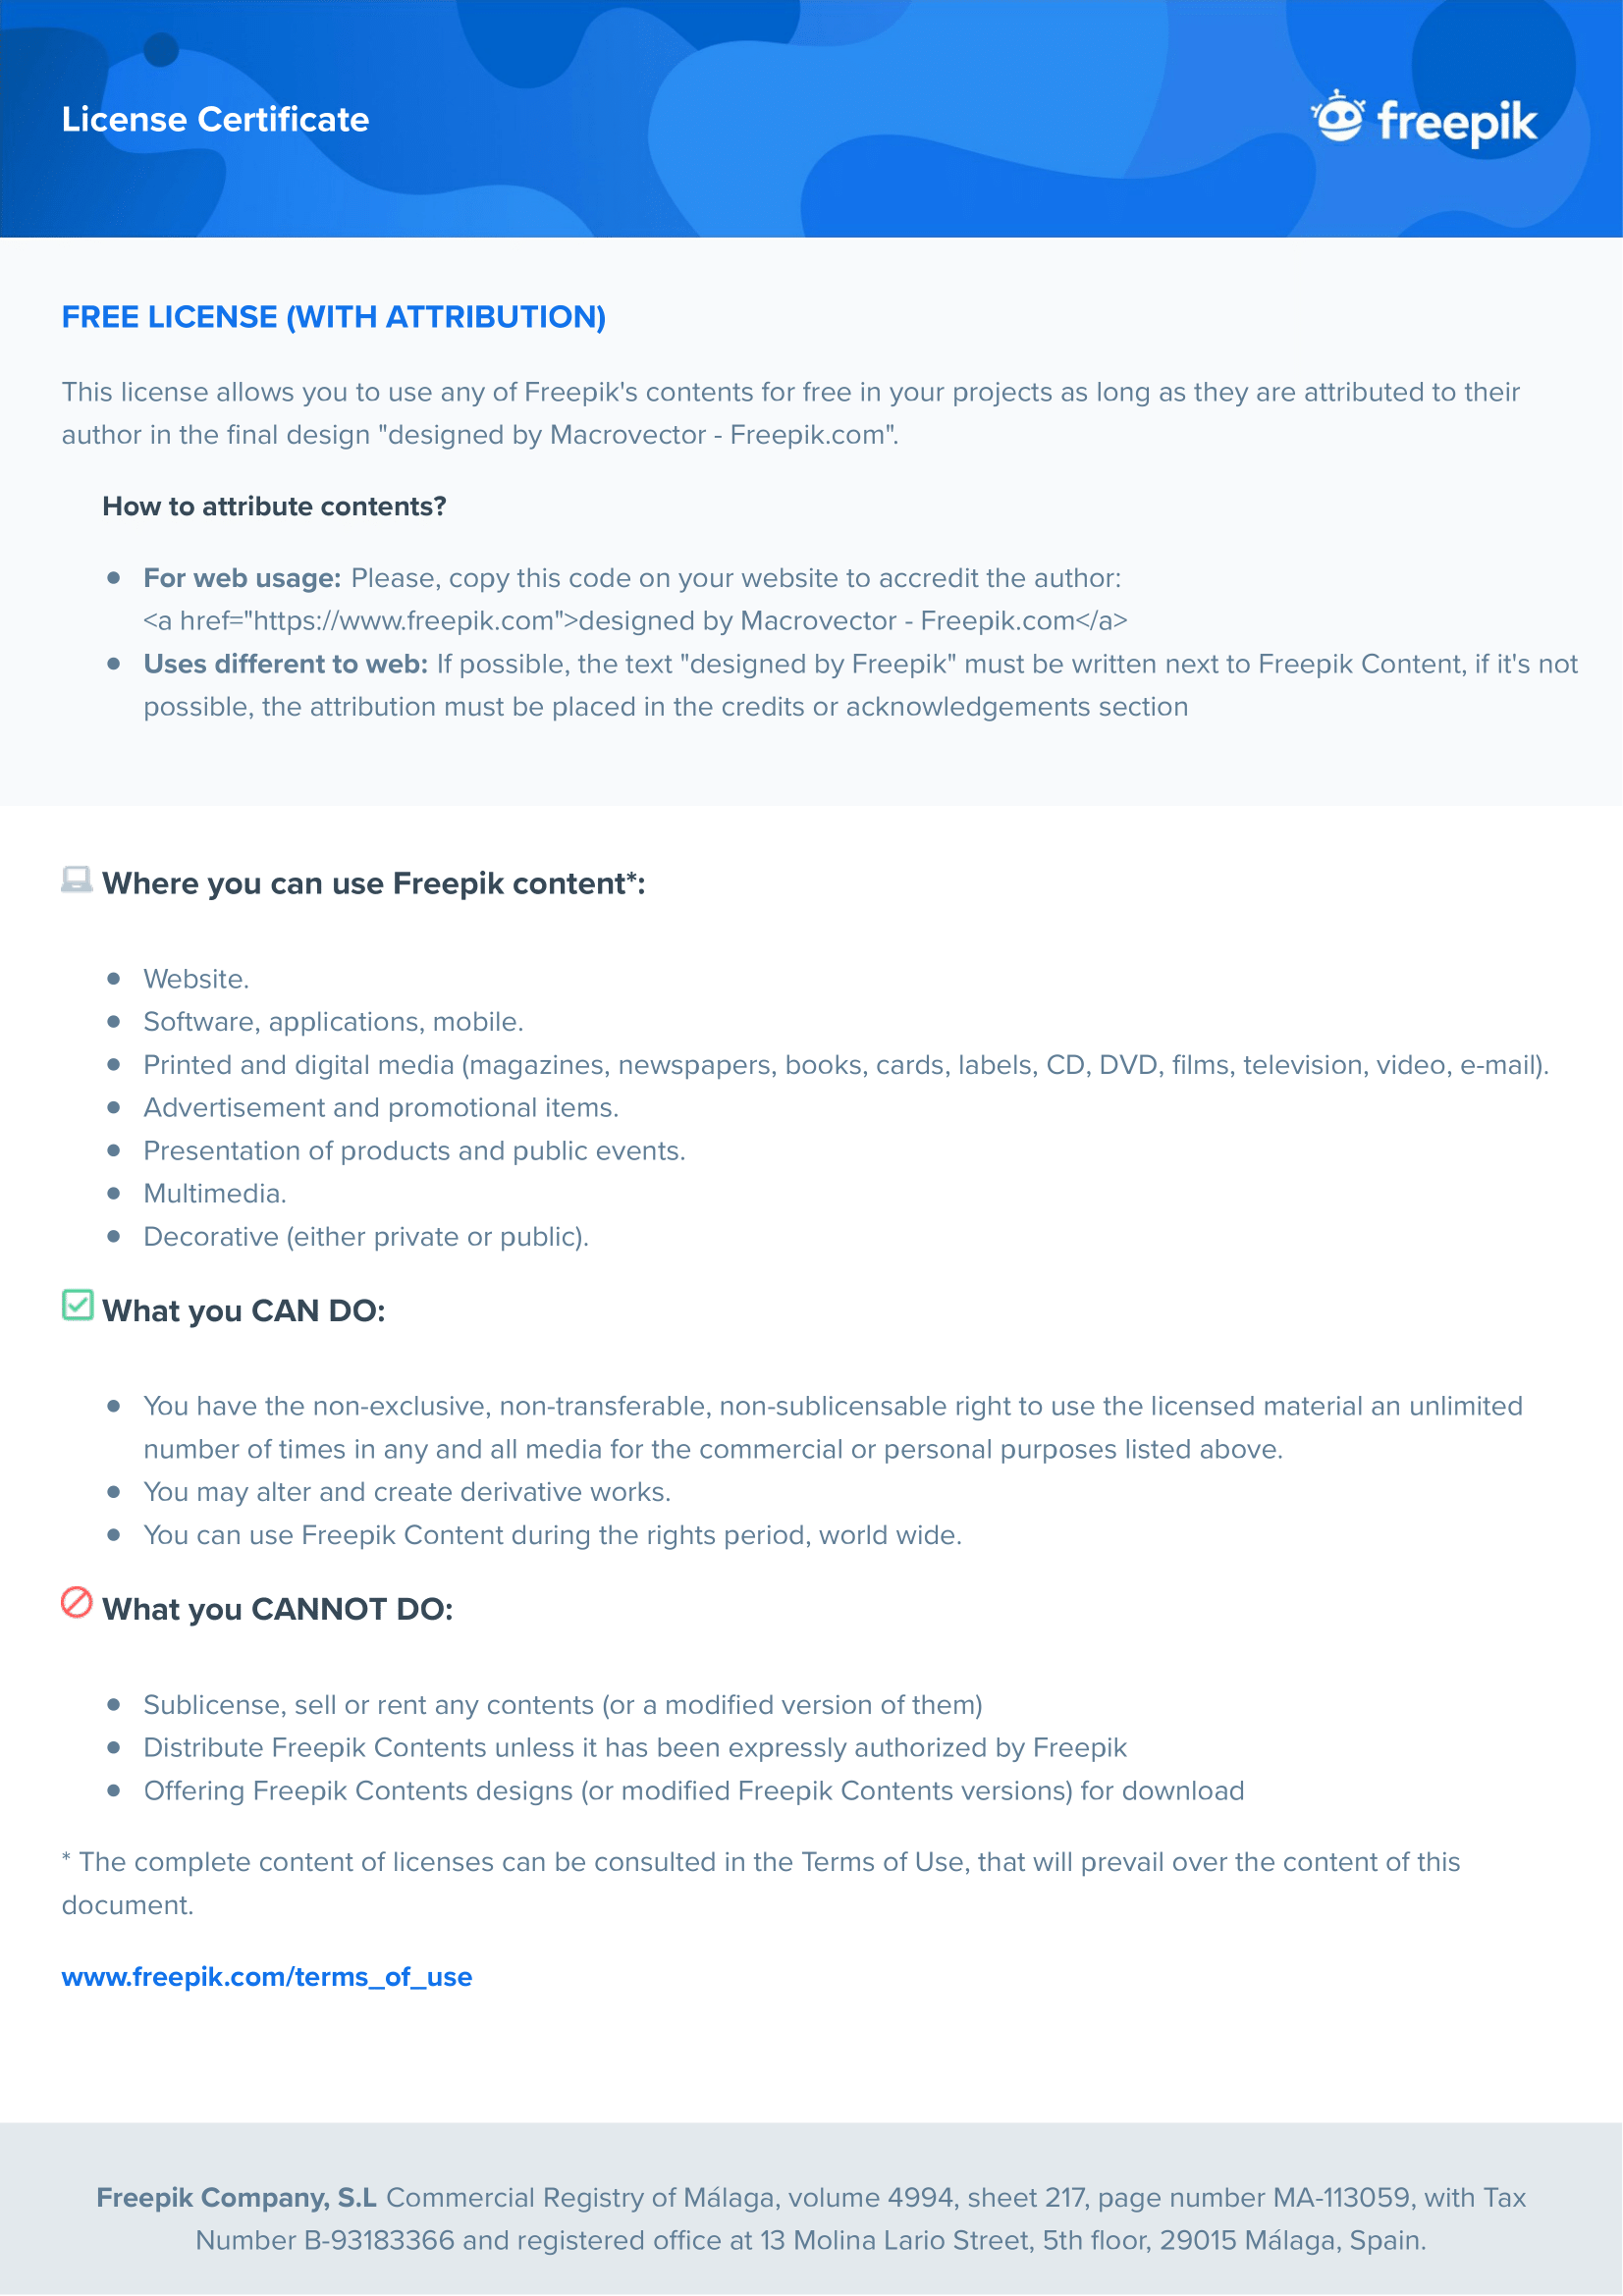 License Certificate
freepik
FREE LICENSE (WITH ATTRIBUTION)
This license allows you to use any of Freepik's contents for free in your projects as long as they are attributed to their
author in the final design "designed by Macrovector - Freepik.com".
How to attribute contents?
● For web usage: Please, copy this code on your website to accredit the author:
<a href="https://www.freepik.com">designed by Macrovector - Freepik.com</a>
● Uses different to web: If possible, the text "designed by Freepik" must be written next to Freepik Content, if it's not
possible, the attribution must be placed in the credits or acknowledgements section
Where you can use Freepik content*:
● Website.
● Software, applications, mobile.
● Printed and digital media (magazines, newspapers, books, cards, labels, CD, DVD, films, television, video, e-mail).
● Advertisement and promotional items.
● Presentation of products and public events.
● Multimedia.
● Decorative (either private or public).
What you CAN DO:
● You have the non-exclusive, non-transferable, non-sublicensable right to use the licensed material an unlimited
number of times in any and all media for the commercial or personal purposes listed above.
● You may alter and create derivative works.
● You can use Freepik Content during the rights period, world wide.
What you CANNOT DO:
● Sublicense, sell or rent any contents (or a modified version of them)
● Distribute Freepik Contents unless it has been expressly authorized by Freepik
● Offering Freepik Contents designs (or modified Freepik Contents versions) for download
* The complete content of licenses can be consulted in the Terms of Use, that will prevail over the content of this
document.
www.freepik.com/terms_of_use
Freepik Company, S.L Commercial Registry of Málaga, volume 4994, sheet 217, page number MA-113059, with Tax
Number B-93183366 and registered office at 13 Molina Lario Street, 5th floor, 29015 Málaga, Spain.